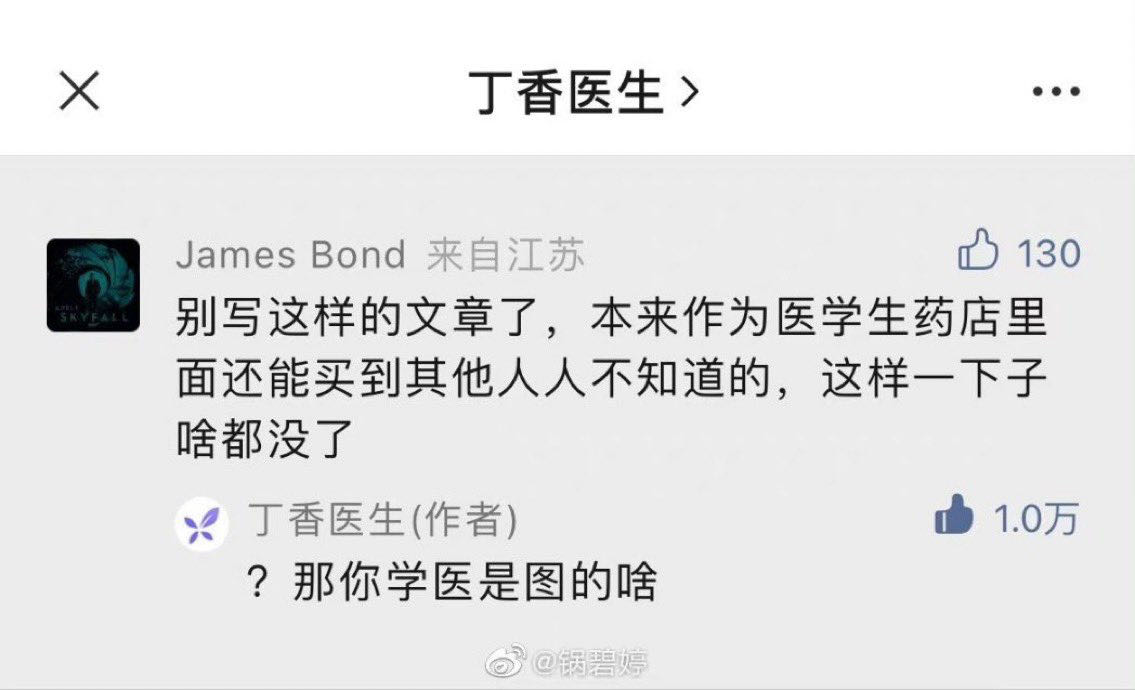 丁香医生
James Bond 来自江苏
130
别写这样的文章了，本来作为医学生药店里
面还能买到其他人人不知道的，这样一下子
啥都没了
丁香医生(作者)
1.0万
？那你学医是图的啥
@锅碧婷
ADELE
SKYFALL